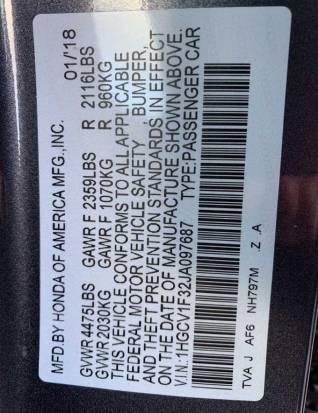 MFD.BY HONDA OF AMERICA MFG.,INC. 01/18
GVWR 4475LBS GAWR F 2359LBS R 2116LBS
GVWR 2030KG GAWR F 1070KG R 960KG
THIS VEHICLE CONFORMS TO ALL APPLICABLE
FEDERAL MOTOR VEHICLE SAFETY , BUMPER,
AND THEFT PREVENTION STANDARDS IN EFFECT
ON THE DATE OF MANUFACTURE SHOWN ABOVE.
V.I.N.:1HGCV1F32JA097687 TYPE:PASSENGER CAR
TVA J AF6 NH797M .Z .A